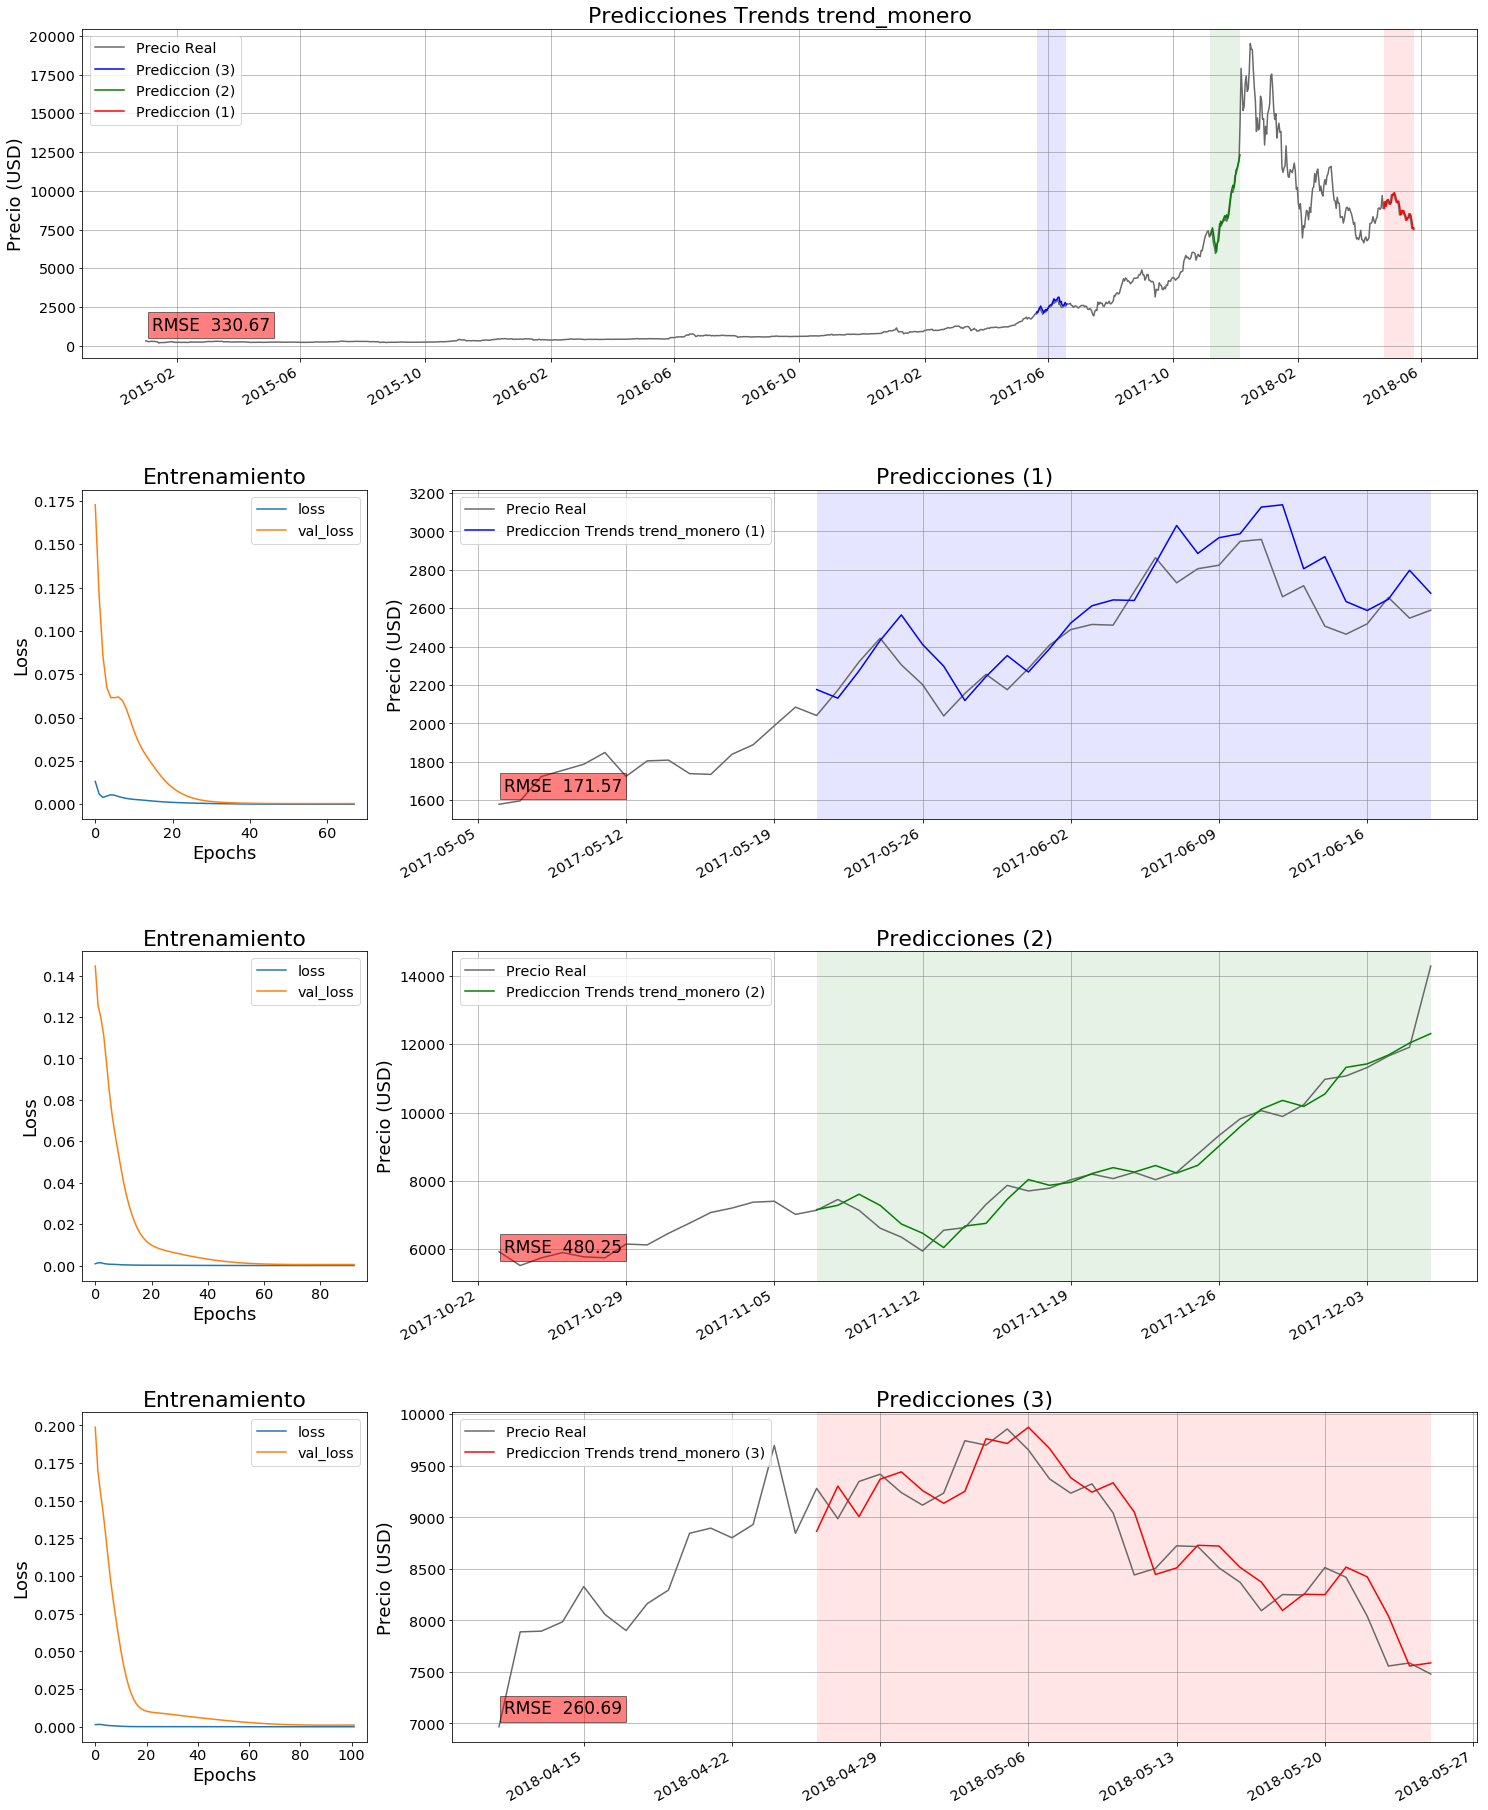 Predicciones Trends trend_monero
Precio (USD)
20000
17500
15000
12500
10000
7500
5000
2500
0
Precio Real
Prediccion (3)
Prediccion (2)
Prediccion (1)
RMSE 330.67
2015-02
2015-06
2015-10
2016-02
2016-06
2016-10
2017-02
2017-06
2017-10
2018-02
2018-06
Entrenamiento
Loss
0.175
0.150
0.125
0.100
0.075
0.050
0.025
0.000
loss
val_loss
0
20
40
60
Epochs
Predicciones (1)
Precio (USD)
3200
3000
2800
2600
2400
2200
2000
1800
1600
Precio Real
Prediccion Trends trend_monero (1)
RMSE 171.57
2017-05-05
2017-05-12
2017-05-19
2017-05-26
2017-06-02
2017-06-09
2017-06-16
Entrenamiento
Loss
0.14
0.12
0.10
0.08
0.06
0.04
0.02
0.00
loss
val_loss
0
20
40
60
80
Epochs
Predicciones (2)
Precio (USD)
14000
12000
10000
8000
6000
Precio Real
Prediccion Trends trend_monero (2)
RMSE 480.25
2017-10-22
2017-10-29
2017-11-05
2017-11-12
2017-11-19
2017-11-26
2017-12-03
Entrenamiento
Loss
0.200
0.175
0.150
0.125
0.100
0.075
0.050
0.025
0.000
loss
val_loss
0
20
40
60
80
100
Epochs
Predicciones (3)
Precio (USD)
10000
9500
9000
8500
8000
7500
7000
Precio Real
Prediccion Trends trend_monero (3)
RMSE 260.69
2018-04-15
2018-04-22
2018-04-29
2018-05-06
2018-05-13
2018-05-20
2018-05-27